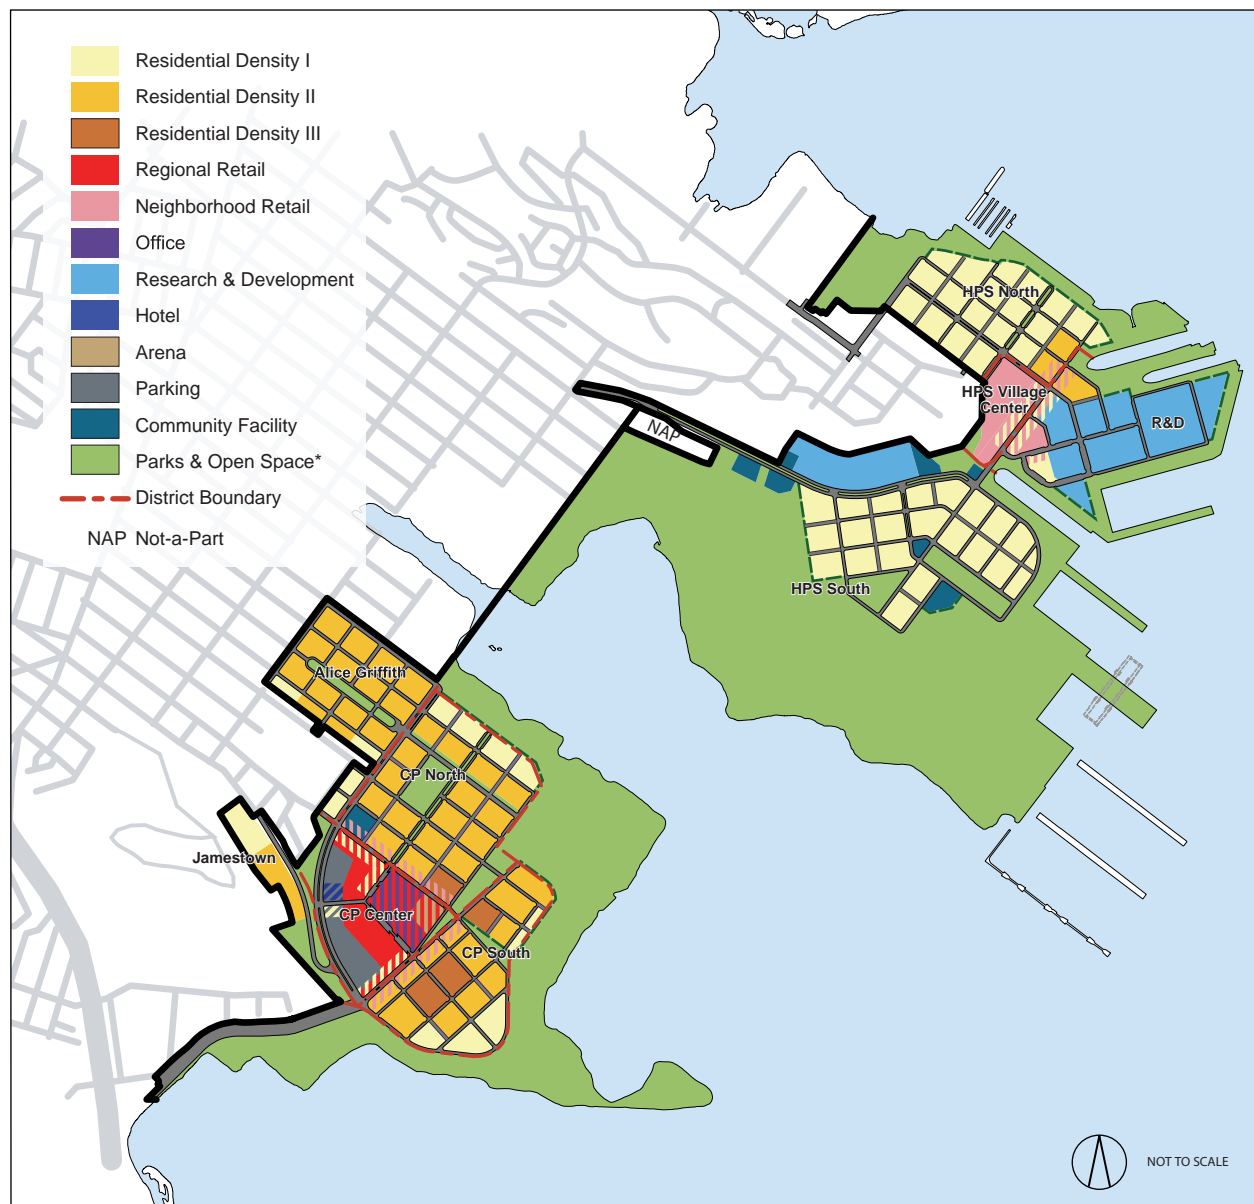 Residential Density I
Residential Density II
Residential Density III
Regional Retail
Neighborhood Retail
Office
Research & Development
Hotel
Arena
Parking
Community Facility
Parks & Open Space*
District Boundary
NAP Not-a-Part
HPS North
HPS Village
Center
R&D
NAP
HPS South
Alice Griffith
CP North
Jamestown
CP Center
CP South
NOT TO SCALE